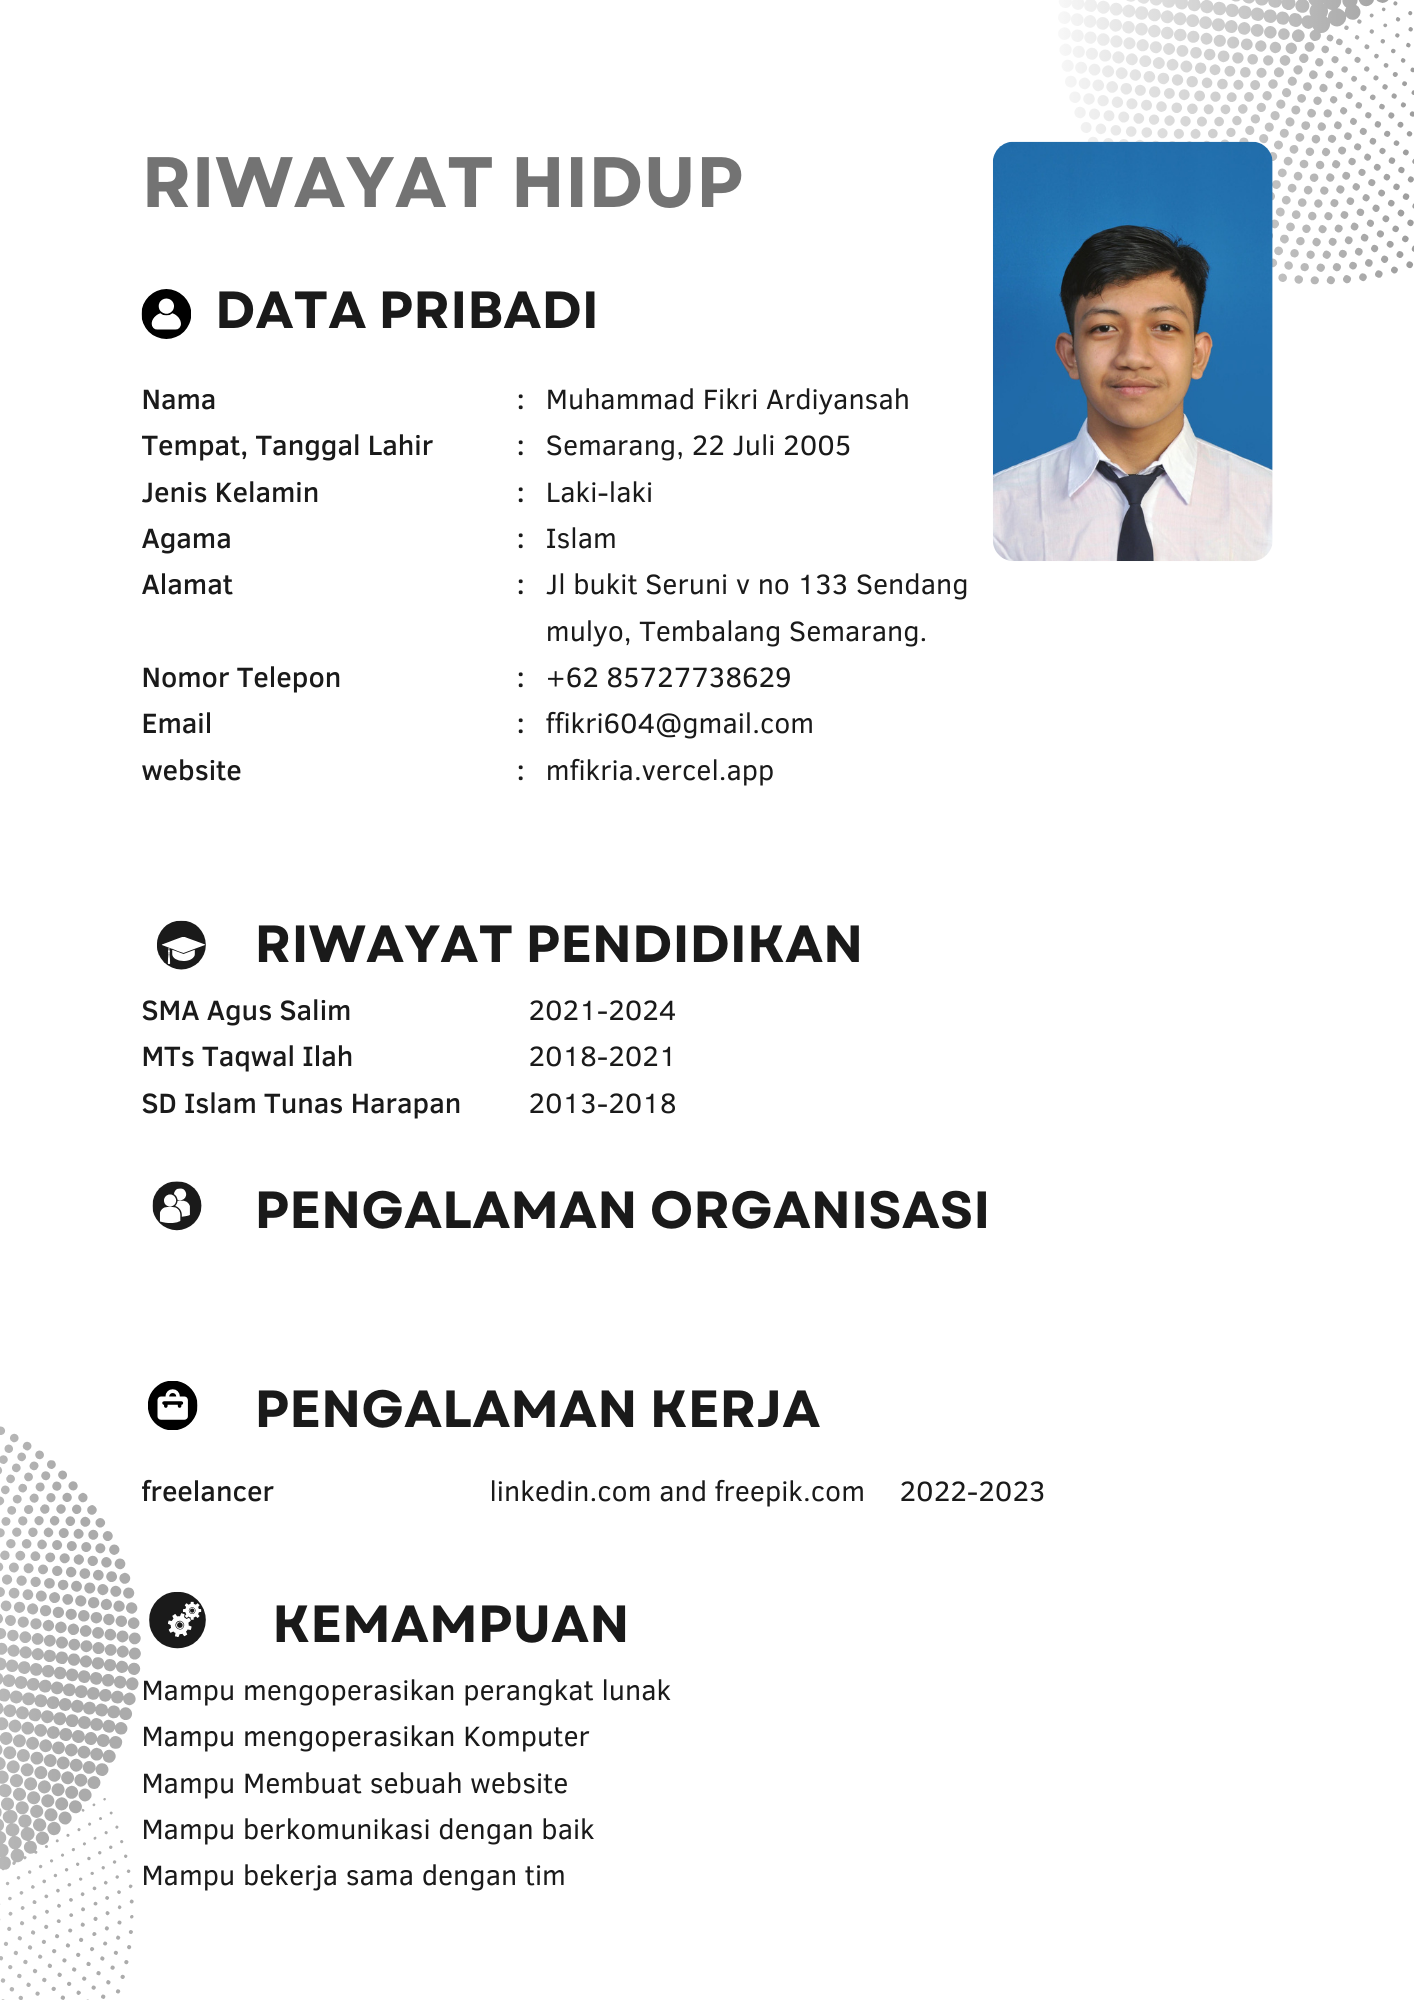 RIWAYAT HIDUP
DATA PRIBADI
Nama : Muhammad Fikri Ardiyansah
Tempat, Tanggal Lahir : Semarang, 22 Juli 2005
Jenis Kelamin : Laki-laki
Agama : Islam
Alamat : Jl bukit Seruni v no 133 Sendang
mulyo, Tembalang Semarang.
Nomor Telepon : +62 85727738629
Email : ffikri604@gmail.com
website : mfikria.vercel.app
RIWAYAT PENDIDIKAN
SMA Agus Salim 2021-2024
MTs Taqwal Ilah 2018-2021
SD Islam Tunas Harapan 2013-2018
PENGALAMAN ORGANISASI
PENGALAMAN KERJA
freelancer linkedin.com and freepik.com 2022-2023
KEMAMPUAN
Mampu mengoperasikan perangkat lunak
Mampu mengoperasikan Komputer
Mampu Membuat sebuah website
Mampu berkomunikasi dengan baik
Mampu bekerja sama dengan tim